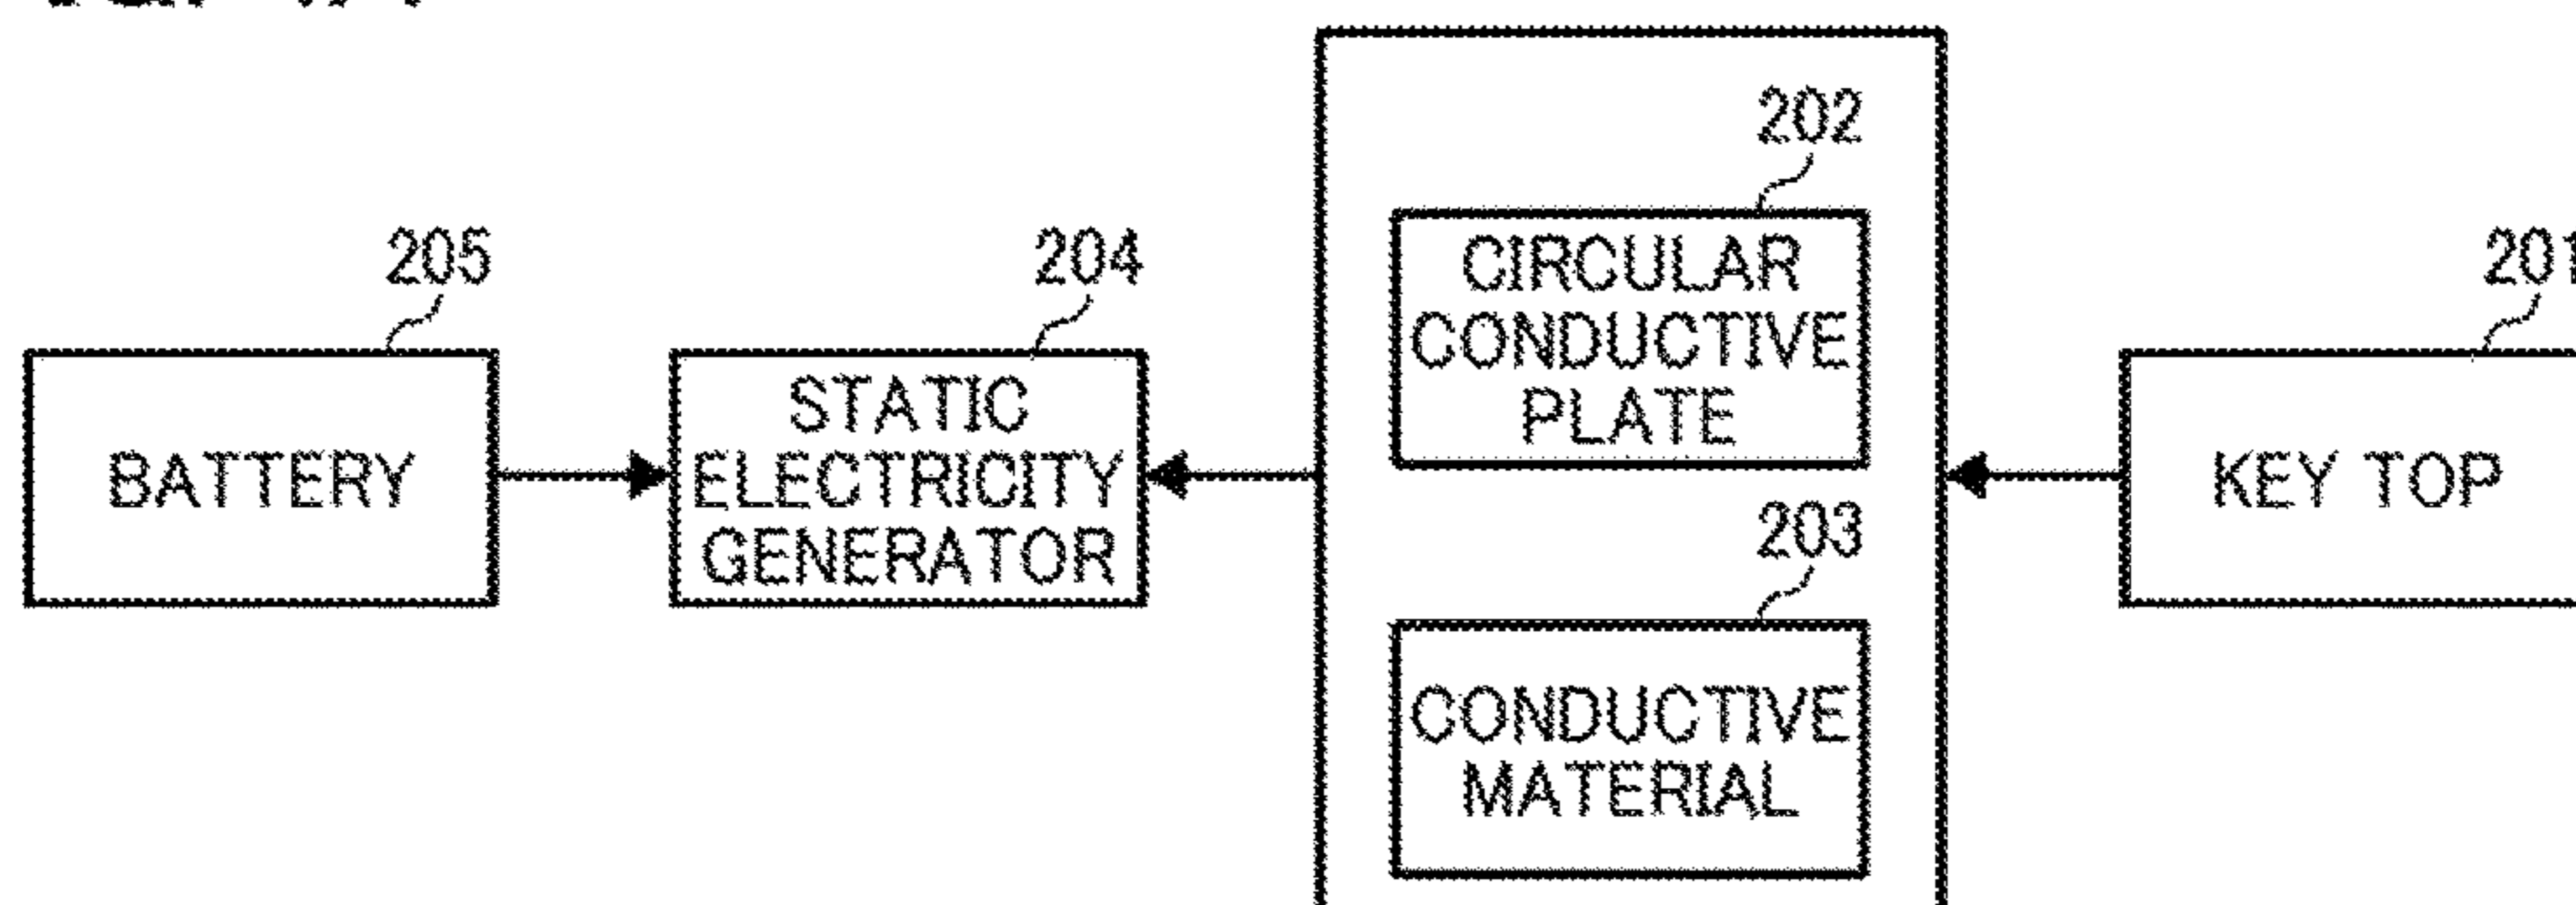 202
205
204
201
CIRCULAR
CONDUCTIVE
PLATE
BATTERY
STATIC
ELECTRICITY
GENERATOR
KEY TOP
203
CONDUCTIVE
MATERIAL